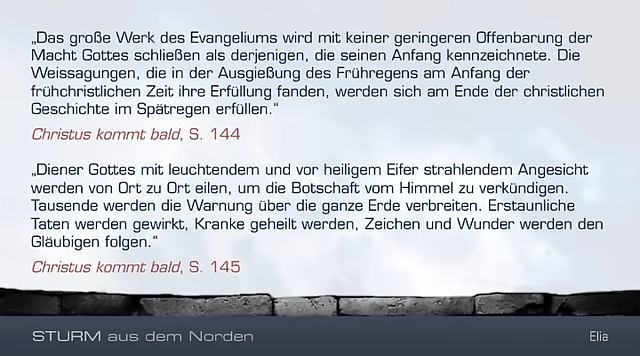 „Das große Werk des Evangeliums wird mit keiner geringeren Offenbarung der
Macht Gottes schließen als derjenigen, die seinen Anfang kennzeichnete. Die
Weissagungen, die in der Ausgießung des Frühregens am Anfang der
frühchristlichen Zeit ihre Erfüllung fanden, werden sich am Ende der christlichen
Geschichte im Spätregen erfüllen.“
Christus kommt bald, S. 144
„Diener Gottes mit leuchtendem und vor heiligem Eifer strahlendem Angesicht
werden von Ort zu Ort eilen, um die Botschaft vom Himmel zu verkündigen.
Tausende werden die Warnung über die ganze Erde verbreiten. Erstaunliche
Taten werden gewirkt, Kranke geheilt werden, Zeichen und Wunder werden den
Gläubigen folgen.“
Christus kommt bald, S. 145
STURM aus dem Norden
Elia